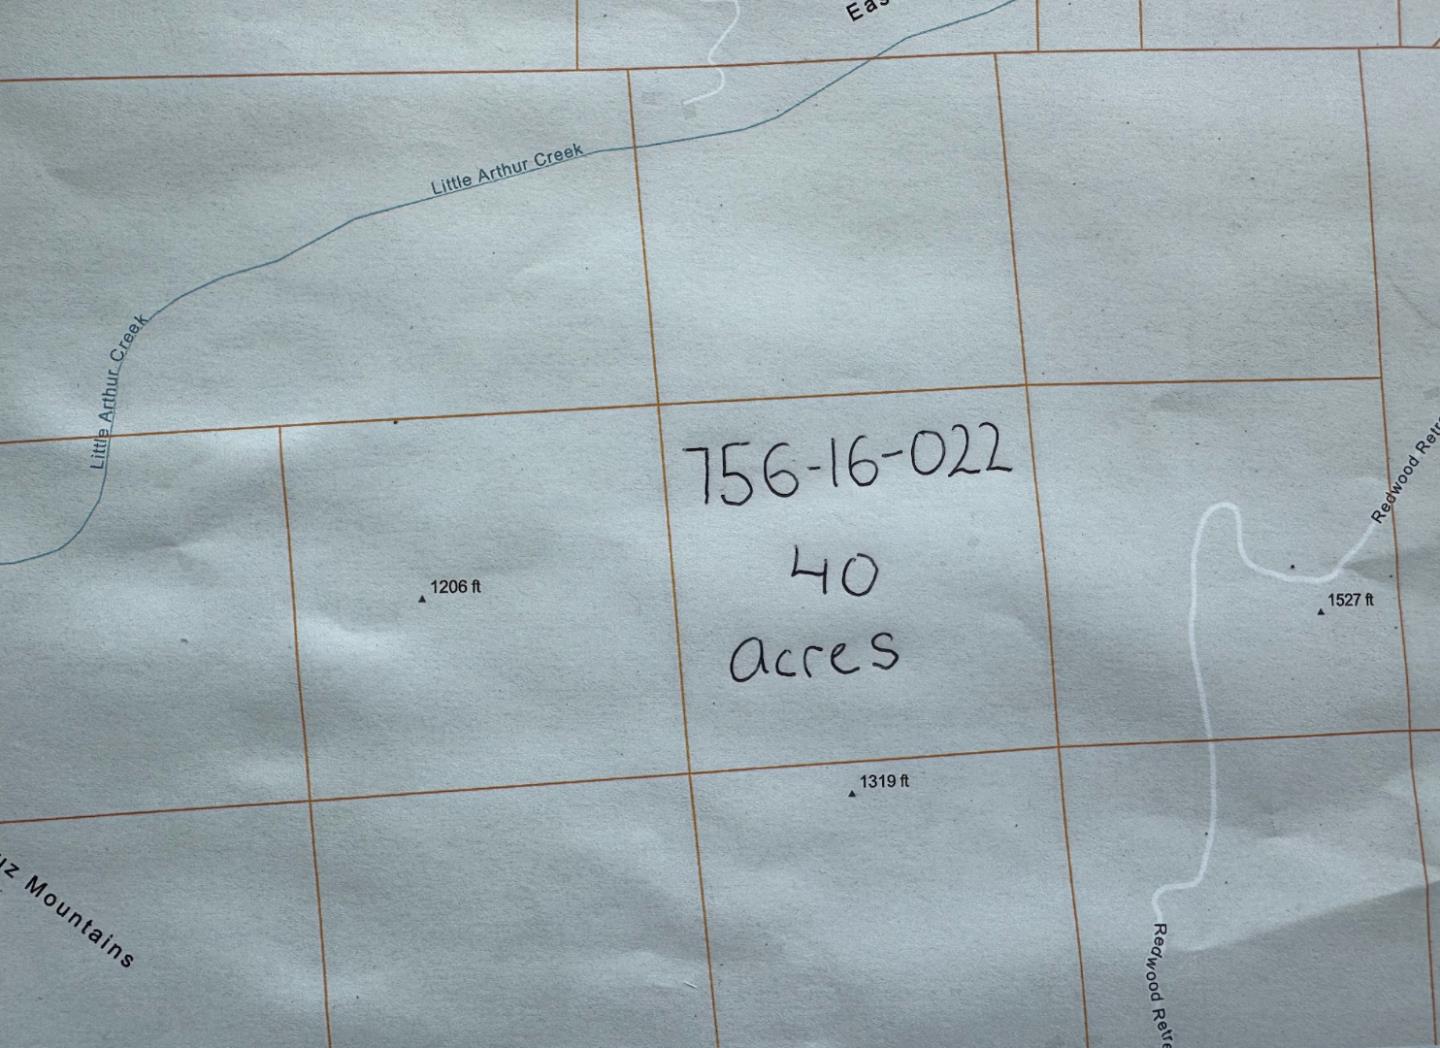 Eas
Little Arthur Creek
Little Arthur Creek
756-16-022
40
acres
1206 ft
Redwood Retr
1527 ft
1319 ft
uz Mountains
Redwood Retre